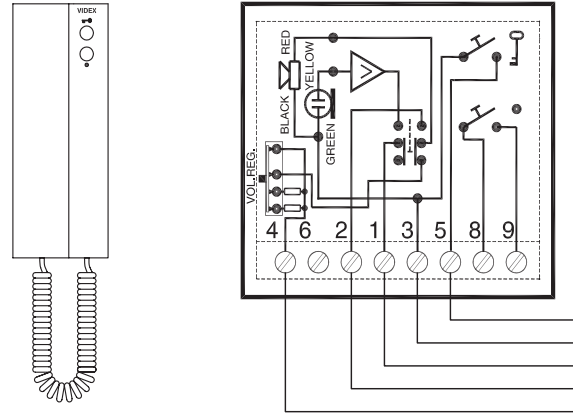 VIDEX
RED
YELLOW
BLACK
GREEN
VOL.REG.
4 6 2 1 3 5 8 9